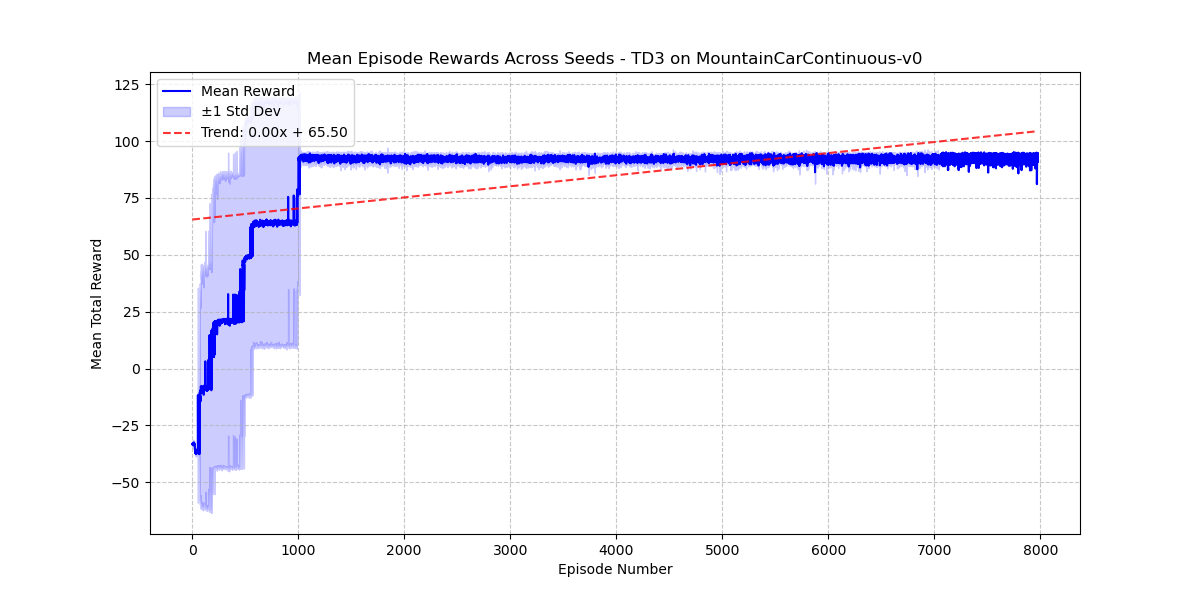 Mean Episode Rewards Across Seeds - TD3 on MountainCarContinuous-v0
Mean Reward
±1 Std Dev
Trend: 0.00x + 65.50
Mean Total Reward
125
100
75
50
25
0
−25
−50
0 1000 2000 3000 4000 5000 6000 7000 8000
Episode Number